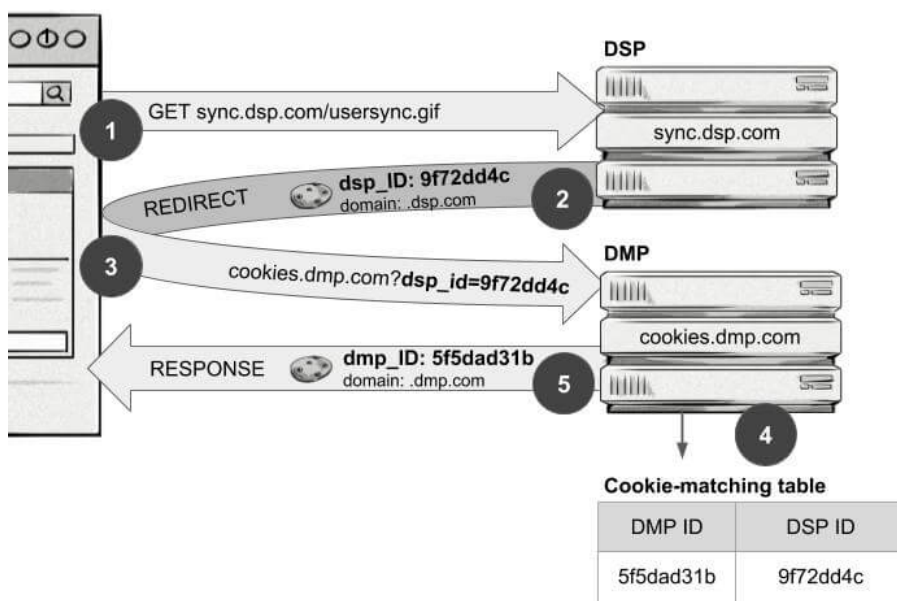 DSP
GET sync.dsp.com/usersync.gif
1
sync.dsp.com
REDIRECT
dsp_ID: 9f72dd4c
domain: .dsp.com
2
DMP
3
cookies.dmp.com?dsp_id=9f72dd4c
cookies.dmp.com
RESPONSE
dmp_ID: 5f5dad31b
domain: .dmp.com
5
4
Cookie-matching table
DMP ID DSP ID
5f5dad31b 9f72dd4c